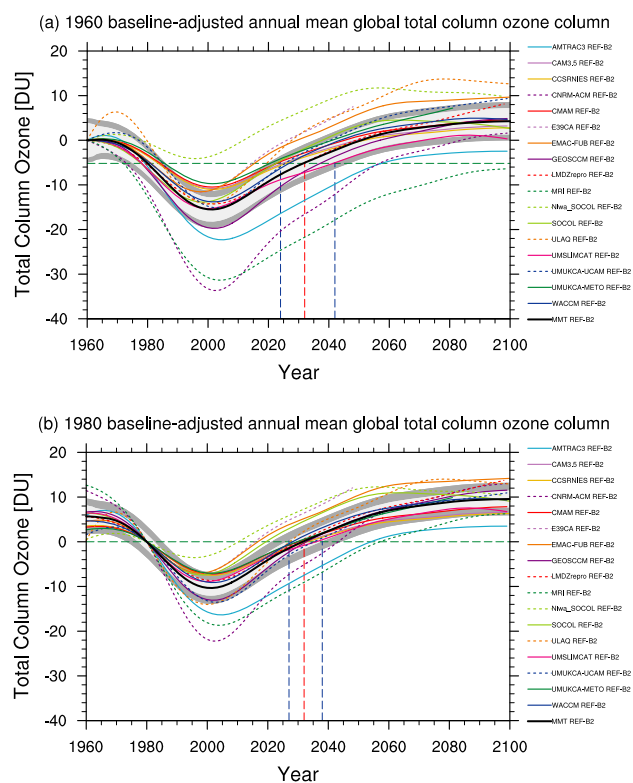 (a) 1960 baseline-adjusted annual mean global total column ozone column
Total Column Ozone [DU]
20
10
0
-10
-20
-30
-40
1960
1980
2000
2020
2040
2060
2080
2100
Year
AMTRAC3 REF-B2
CAM3,5 REF-B2
CCSRNIES REF-B2
CNRM-ACM REF-B2
CMAM REF-B2
E39CA REF-B2
EMAC-FUB REF-B2
GEOSCCM REF-B2
LMDZrepro REF-B2
MRI REF-B2
Niwa_SOCOL REF-B2
SOCOL REF-B2
ULAQ REF-B2
UMSLIMCAT REF-B2
UMUKCA-UCAM REF-B2
UMUKCA-METO REF-B2
WACCM REF-B2
MMT REF-B2
(b) 1980 baseline-adjusted annual mean global total column ozone column
Total Column Ozone [DU]
20
10
0
-10
-20
-30
-40
1960
1980
2000
2020
2040
2060
2080
2100
Year
AMTRAC3 REF-B2
CAM3,5 REF-B2
CCSRNIES REF-B2
CNRM-ACM REF-B2
CMAM REF-B2
E39CA REF-B2
EMAC-FUB REF-B2
GEOSCCM REF-B2
LMDZrepro REF-B2
MRI REF-B2
Niwa_SOCOL REF-B2
SOCOL REF-B2
ULAQ REF-B2
UMSLIMCAT REF-B2
UMUKCA-UCAM REF-B2
UMUKCA-METO REF-B2
WACCM REF-B2
MMT REF-B2